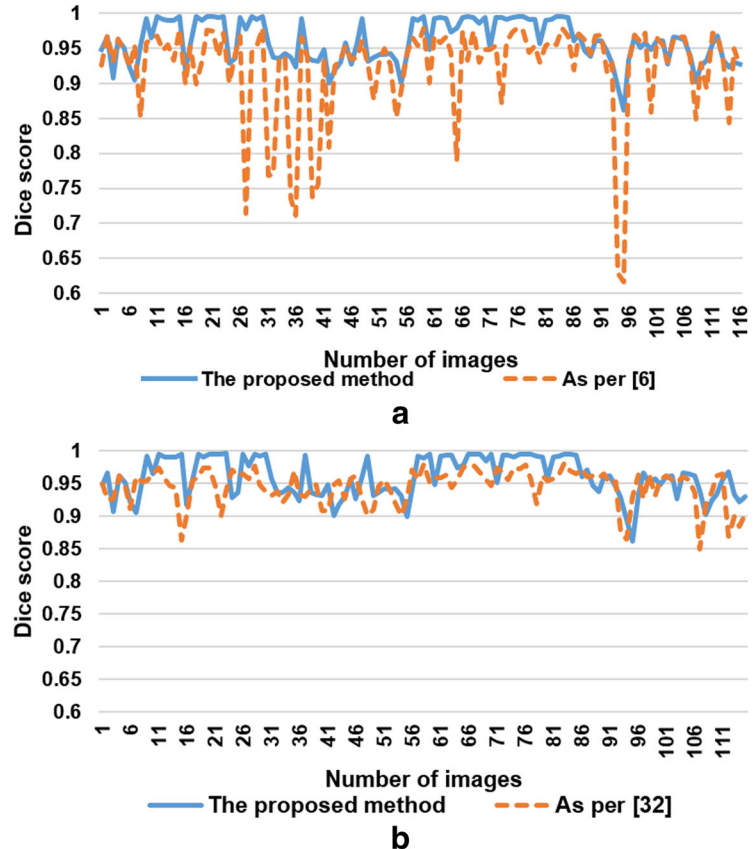 1
0.95
0.9
0.85
0.8
0.75
0.7
0.65
0.6
Dice score
1 6 11 16 21 26 31 36 41 46 51 56 61 66 71 76 81 86 91 96 101 106 111 116
Number of images
The proposed method As per [6]
a
1
0.95
0.9
0.85
0.8
0.75
0.7
0.65
0.6
Dice score
1 6 11 16 21 26 31 36 41 46 51 56 61 66 71 76 81 86 91 96 101 106 111
Number of images
The proposed method As per [32]
b